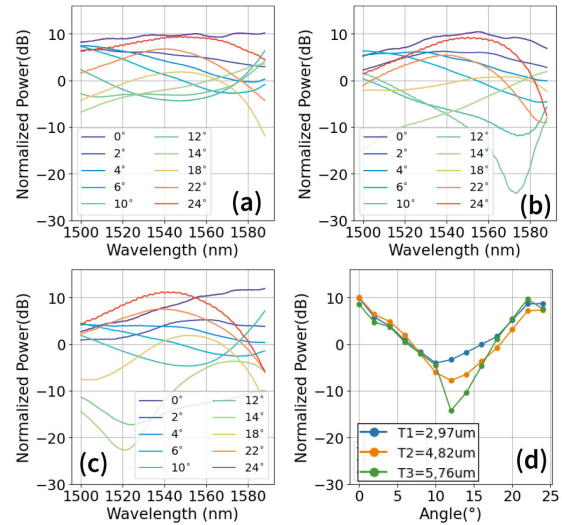 10
0
−10
−20
−30
Normalized Power(dB)
0°
2°
4°
6°
10°
12°
14°
18°
22°
24°
(a)
1500 1520 1540 1560 1580
Wavelength (nm)
10
0
−10
−20
−30
Normalized Power(dB)
0°
2°
4°
6°
10°
12°
14°
18°
22°
24°
(b)
1500 1520 1540 1560 1580
Wavelength (nm)
10
0
−10
−20
−30
Normalized Power(dB)
0°
2°
4°
6°
10°
12°
14°
18°
22°
24°
(c)
1500 1520 1540 1560 1580
Wavelength (nm)
10
0
−10
−20
−30
Normalized Power(dB)
T1=2,97um
T2=4,82um
T3=5,76um
(d)
0 5 10 15 20 25
Angle(°)